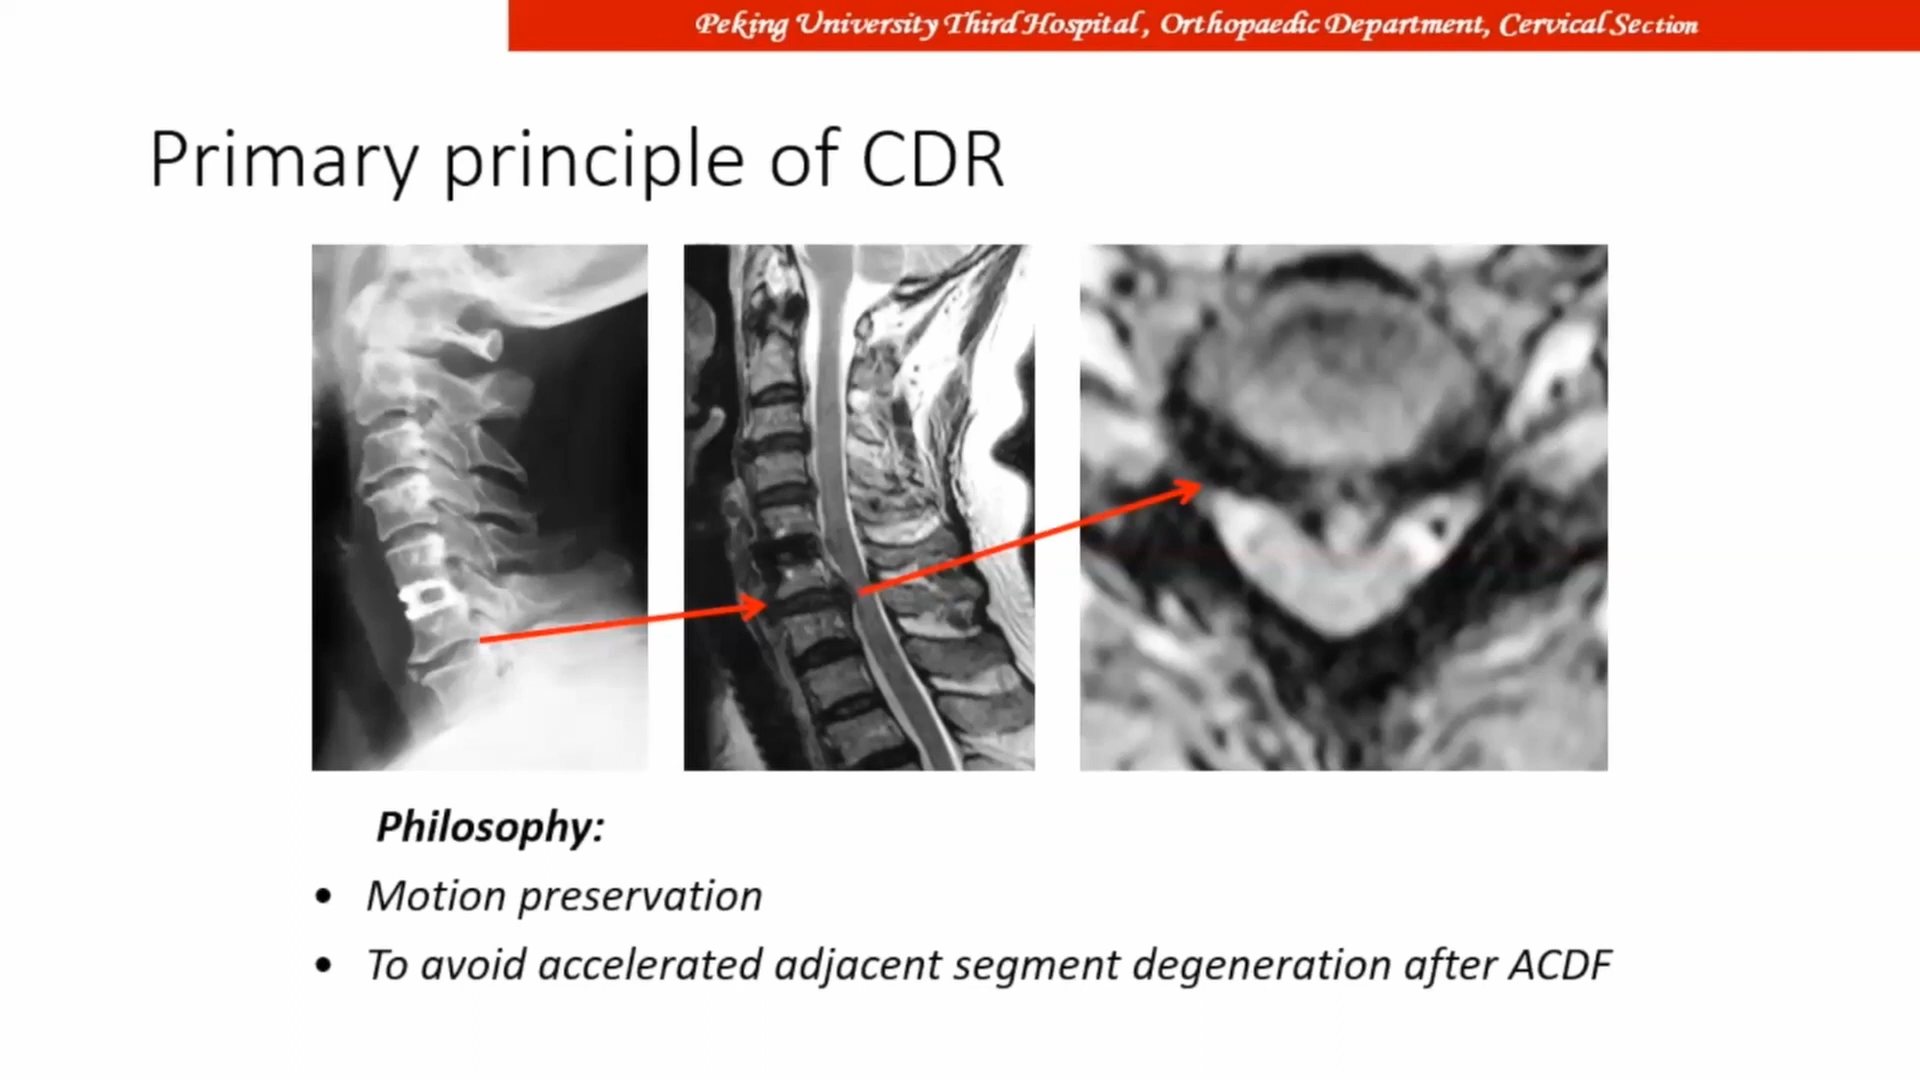 Peking University Third Hospital, Orthopaedic Department, Cervical Section
Primary principle of CDR
Philosophy:
• Motion preservation
• To avoid accelerated adjacent segment degeneration after ACDF